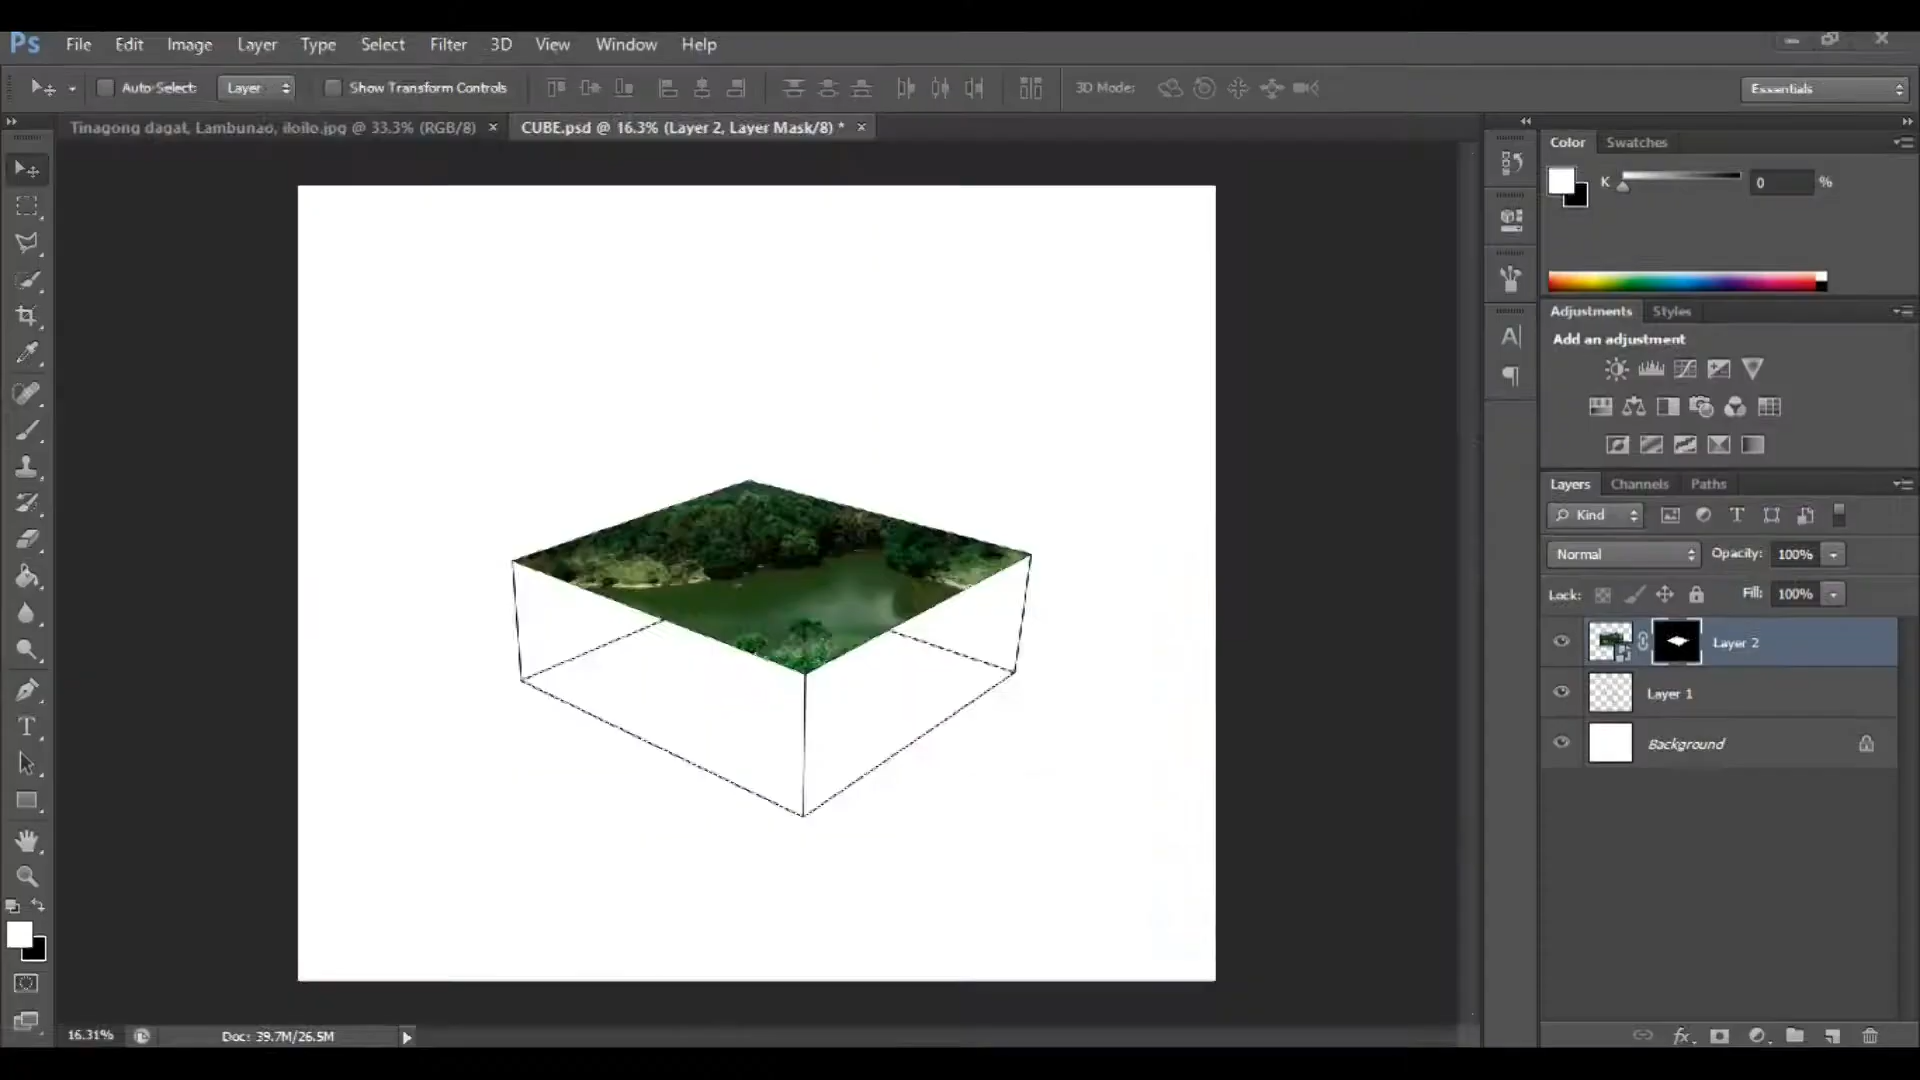 Ps File Edit Image Layer Type Select Filter 3D View Window Help
Auto Select: Layer Show Transform Controls 3D Mode: Essentials
Tinagong dagat, Lambunao, iloilo.jpg @ 33.3% (RGB/8) × CUBE.psd @ 16.3% (Layer 2, Layer Mask/8) * ×
Color Swatches
K 0 %
Adjustments Styles
Add an adjustment
Layers Channels Paths
Kind
Normal Opacity: 100%
Lock: Fill: 100%
Layer 2
Layer 1
Background
16.31% Doc: 39.7M/26.5M